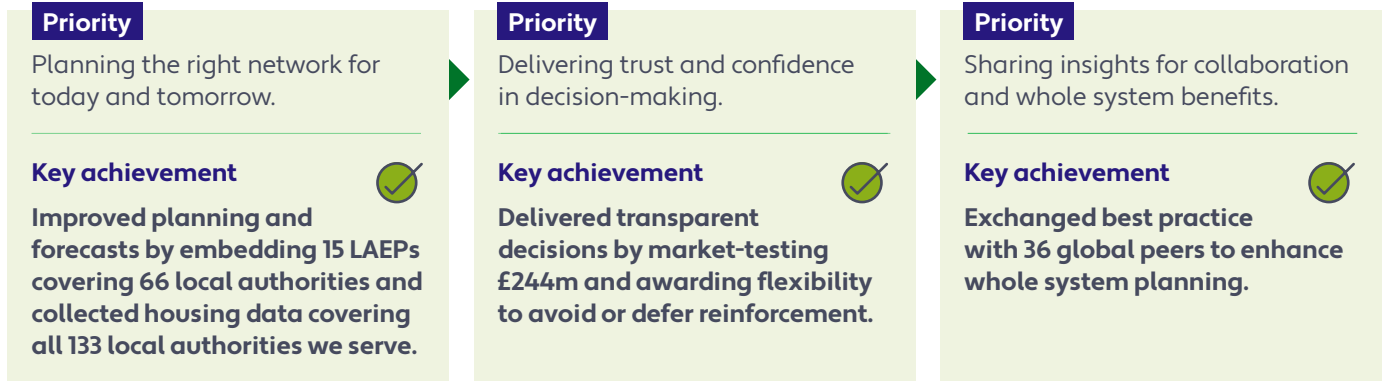 Priority
Planning the right network for
today and tomorrow.
Key achievement
Improved planning and
forecasts by embedding 15 LAEPs
covering 66 local authorities and
collected housing data covering
all 133 local authorities we serve.
Priority
Delivering trust and confidence
in decision-making.
Key achievement
Delivered transparent
decisions by market-testing
£244m and awarding flexibility
to avoid or defer reinforcement.
Priority
Sharing insights for collaboration
and whole system benefits.
Key achievement
Exchanged best practice
with 36 global peers to enhance
whole system planning.